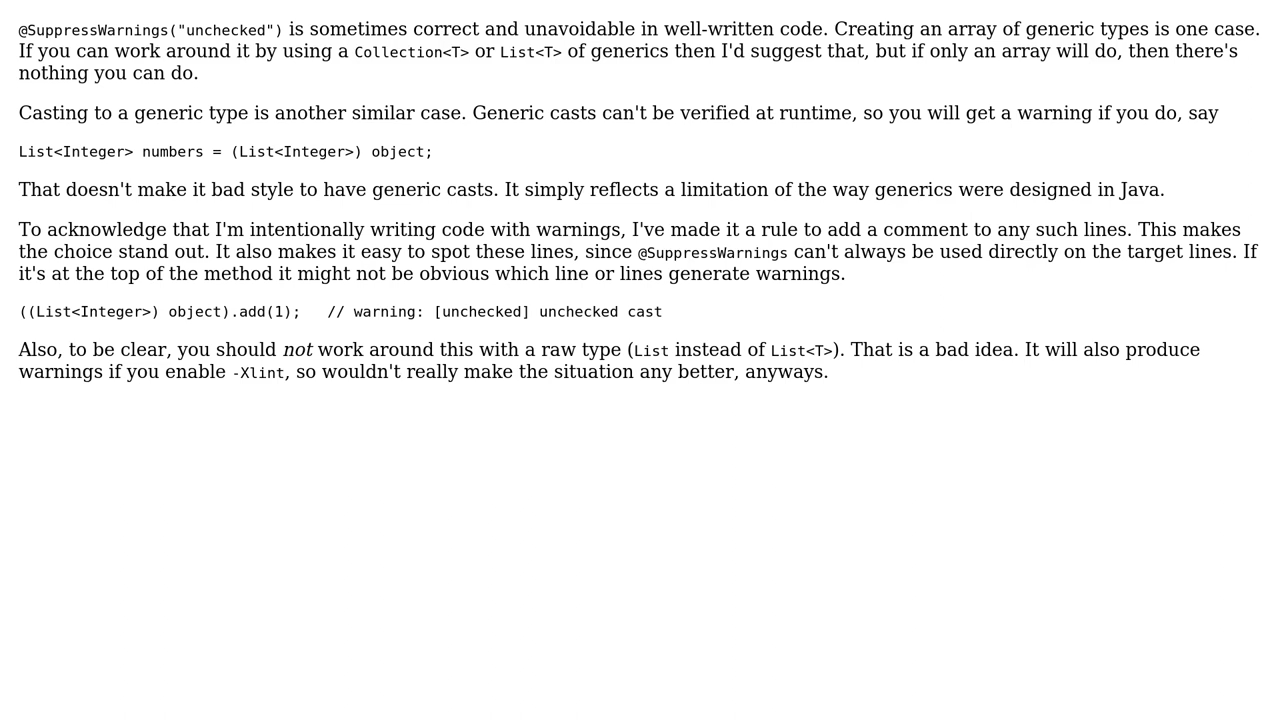 @SuppressWarnings("unchecked") is sometimes correct and unavoidable in well-written code. Creating an array of generic types is one case.
If you can work around it by using a Collection<T> or List<T> of generics then I'd suggest that, but if only an array will do, then there's
nothing you can do.
Casting to a generic type is another similar case. Generic casts can't be verified at runtime, so you will get a warning if you do, say
List<Integer> numbers = (List<Integer>) object;
That doesn't make it bad style to have generic casts. It simply reflects a limitation of the way generics were designed in Java.
To acknowledge that I'm intentionally writing code with warnings, I've made it a rule to add a comment to any such lines. This makes
the choice stand out. It also makes it easy to spot these lines, since @SuppressWarnings can't always be used directly on the target lines. If
it's at the top of the method it might not be obvious which line or lines generate warnings.
((List<Integer>) object).add(1);   // warning: [unchecked] unchecked cast
Also, to be clear, you should not work around this with a raw type (List instead of List<T>). That is a bad idea. It will also produce
warnings if you enable -Xlint, so wouldn't really make the situation any better, anyways.